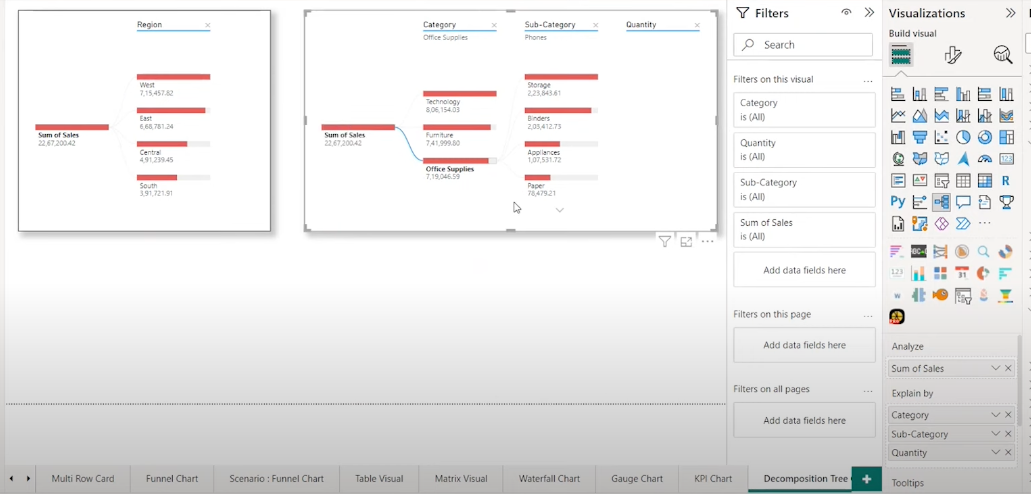 Region
West
7,15,457.82
East
6,68,781.24
Central
4,91,239.45
South
3,91,721.91
Sum of Sales
22,67,200.42
Category
Office Supplies
Sub-Category
Phones
Quantity
Sum of Sales
22,67,200.42
Technology
8,06,154.03
Furniture
7,41,999.80
Office Supplies
7,19,046.59
Storage
2,23,843.61
Binders
2,03,412.73
Appliances
1,07,531.72
Paper
78,479.21
Filters
Search
Filters on this visual
Category
is (All)
Quantity
is (All)
Sub-Category
is (All)
Sum of Sales
is (All)
Add data fields here
Filters on this page
Add data fields here
Filters on all pages
Add data fields here
Visualizations
Build visual
123
R
Py
123
31
Analyze
Sum of Sales
Explain by
Category
Sub-Category
Quantity
Tooltips
Multi Row Card
Funnel Chart
Scenario : Funnel Chart
Table Visual
Matrix Visual
Waterfall Chart
Gauge Chart
KPI Chart
Decomposition Tree